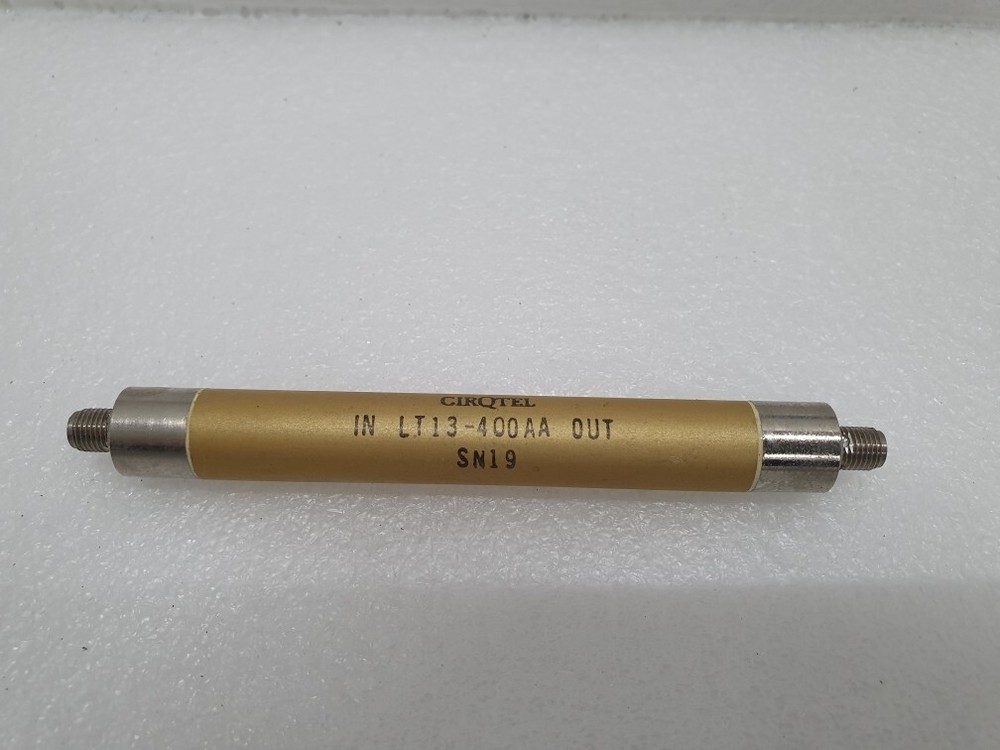 CIRQTEL
IN LT13-400AA OUT
SN19